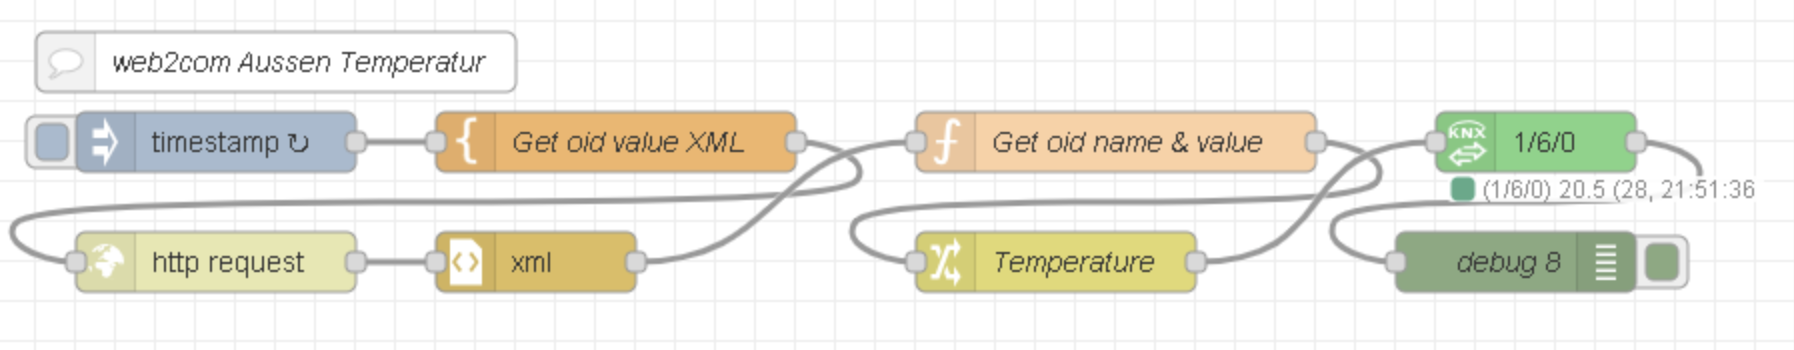 web2com Aussen Temperatur
timestamp ↻
Get oid value XML
Get oid name & value
KNX
1/6/0
(1/6/0) 20.5 (28, 21:51:36
http request
xml
Temperature
debug 8